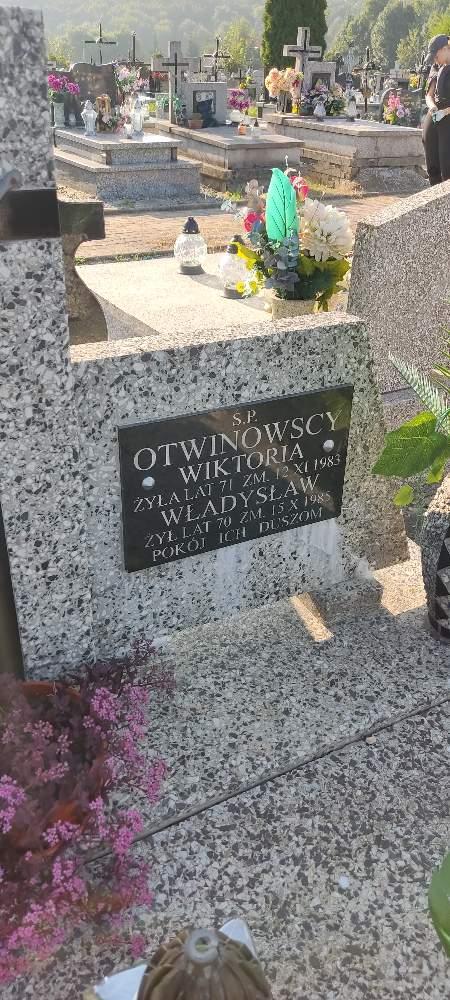 Ś.P.
OTWINOWSCY
WIKTORIA
ŻYŁA LAT 71 ZM. 12 XI 1983
WŁADYSŁAW
ŻYŁ LAT 70 ZM. 15 X 1985
POKÓJ ICH DUSZOM